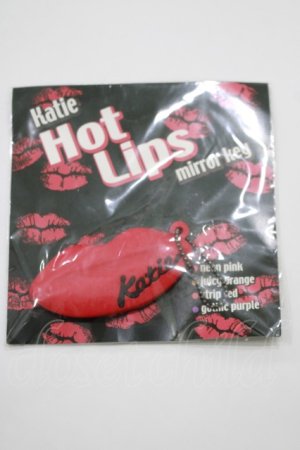 Katie
Hot
Lips
mirror key
Katie
neon pink
juicy orange
strip red
gothic purple